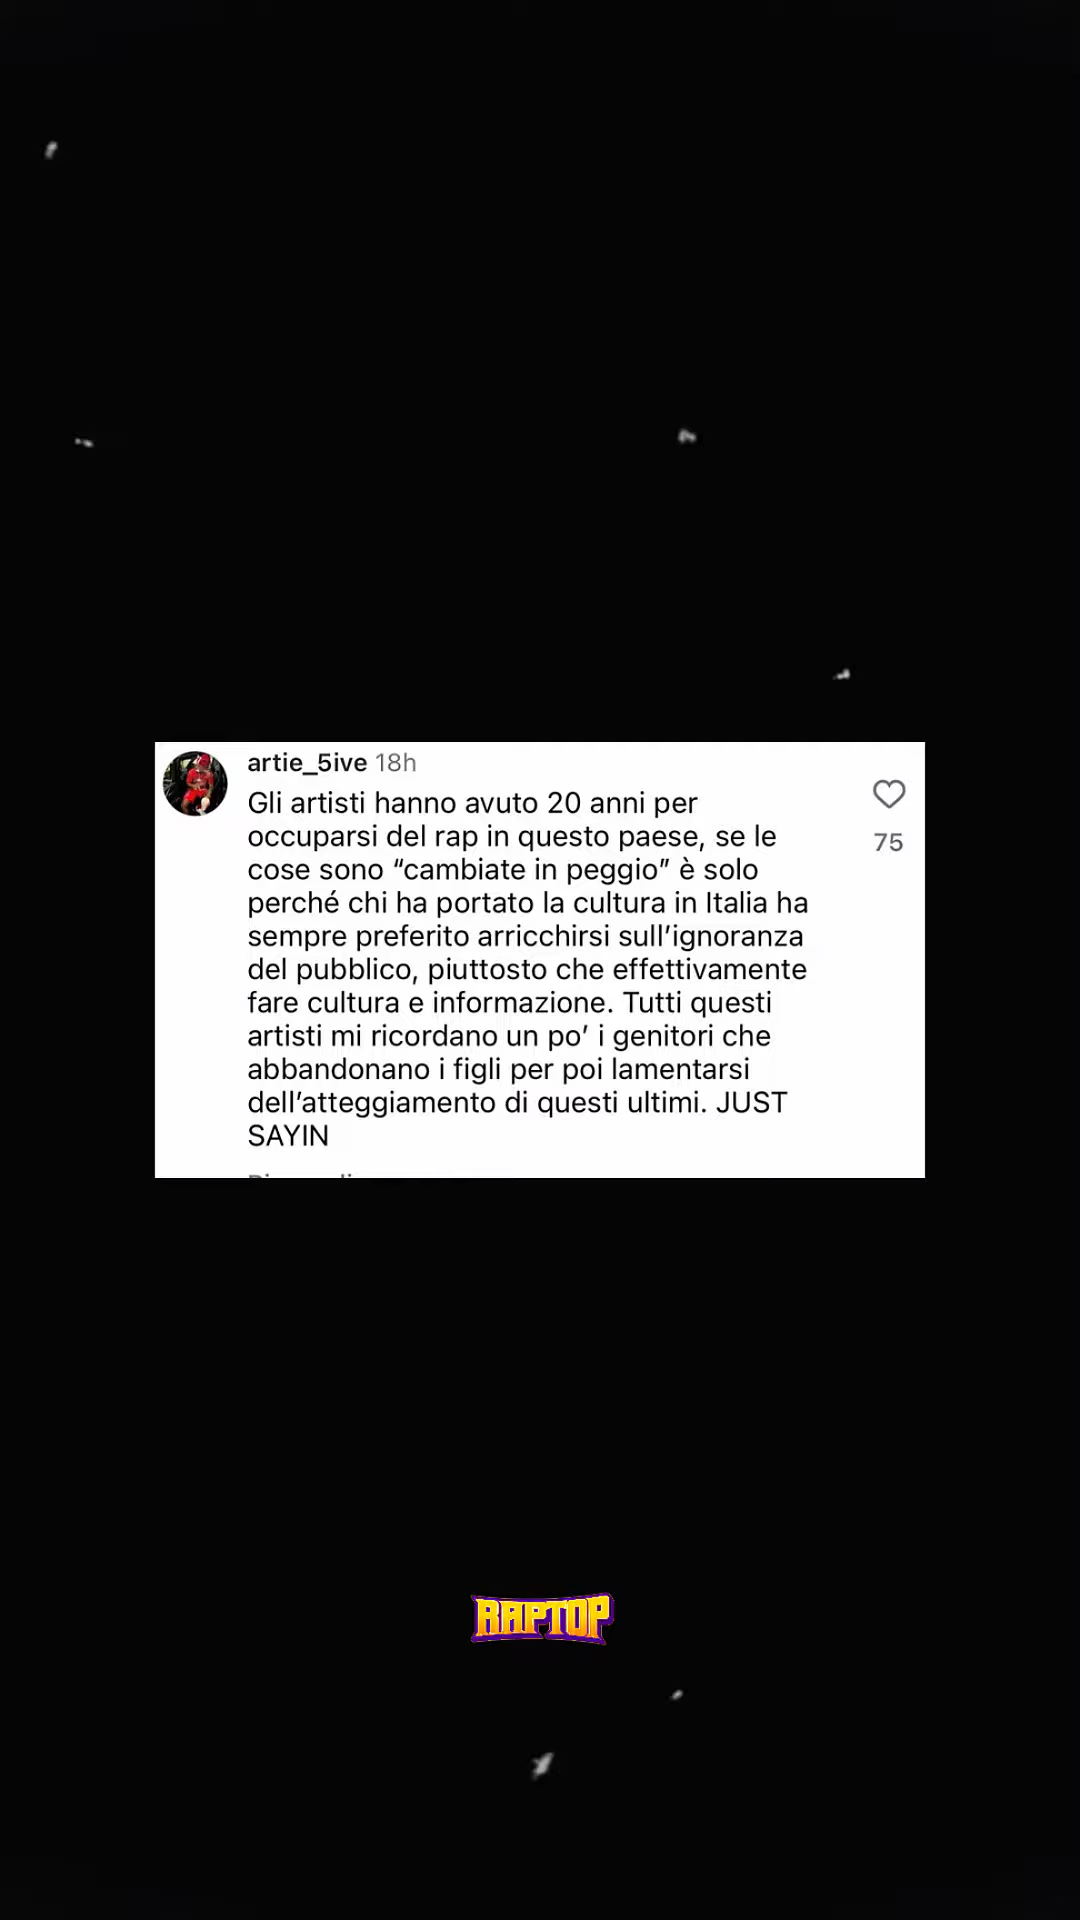 artie_5ive 18h
Gli artisti hanno avuto 20 anni per
occuparsi del rap in questo paese, se le
cose sono “cambiate in peggio” è solo
perché chi ha portato la cultura in Italia ha
sempre preferito arricchirsi sull’ignoranza
del pubblico, piuttosto che effettivamente
fare cultura e informazione. Tutti questi
artisti mi ricordano un po’ i genitori che
abbandonano i figli per poi lamentarsi
dell’atteggiamento di questi ultimi. JUST
SAYIN
75
RAPTOP